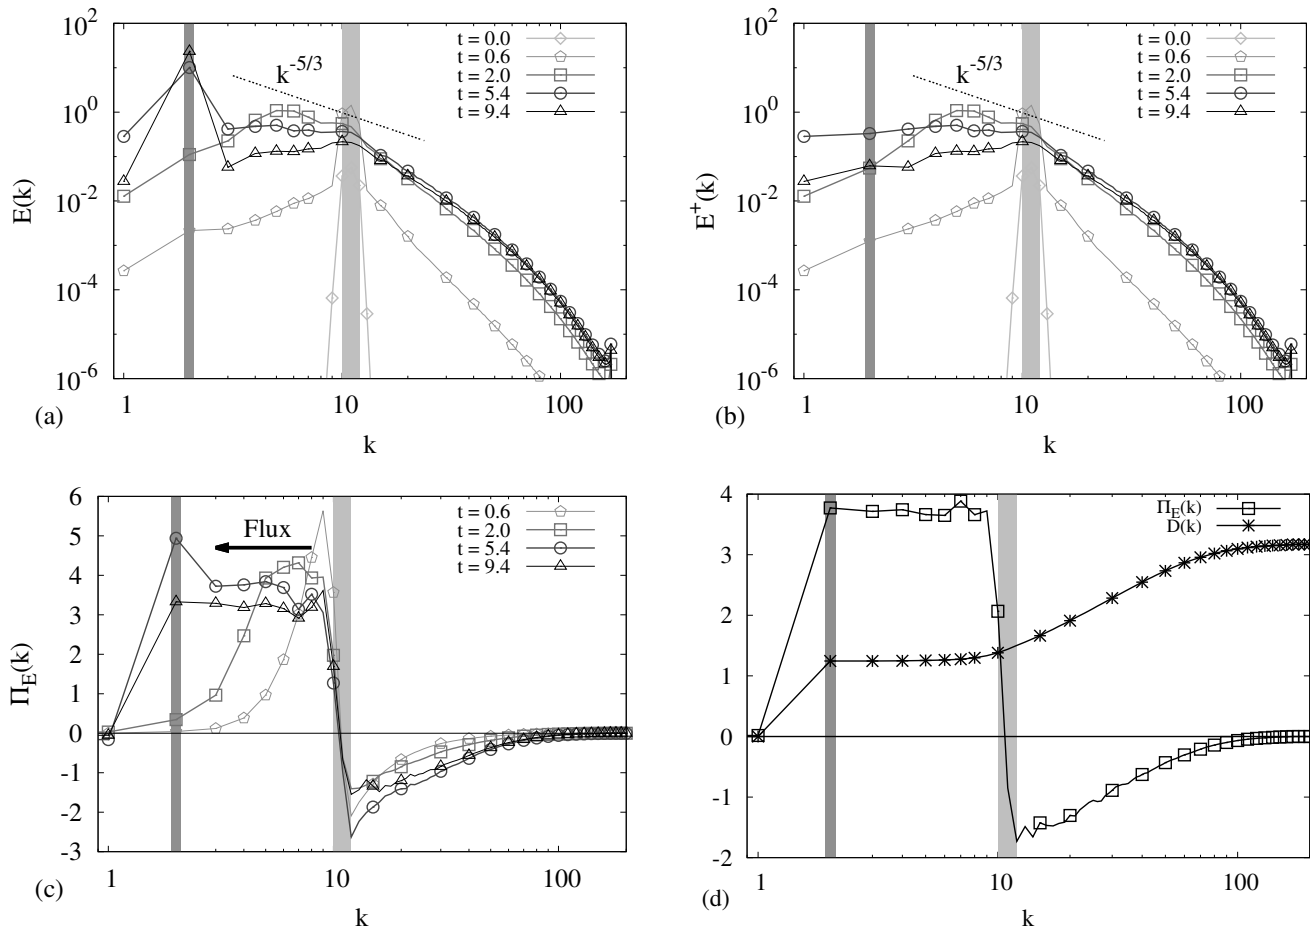 10^2
10^0
10^-2
10^-4
10^-6
E(k)
k^-5/3
t = 0.0
t = 0.6
t = 2.0
t = 5.4
t = 9.4
1
10
100
k
(a)
10^2
10^0
10^-2
10^-4
10^-6
E^+(k)
k^-5/3
t = 0.0
t = 0.6
t = 2.0
t = 5.4
t = 9.4
1
10
100
k
(b)
6
5
4
3
2
1
0
-1
-2
-3
Π_E(k)
Flux
t = 0.6
t = 2.0
t = 5.4
t = 9.4
1
10
100
k
(c)
4
3
2
1
0
-1
-2
Π_E(k)
D(k)
1
10
100
k
(d)